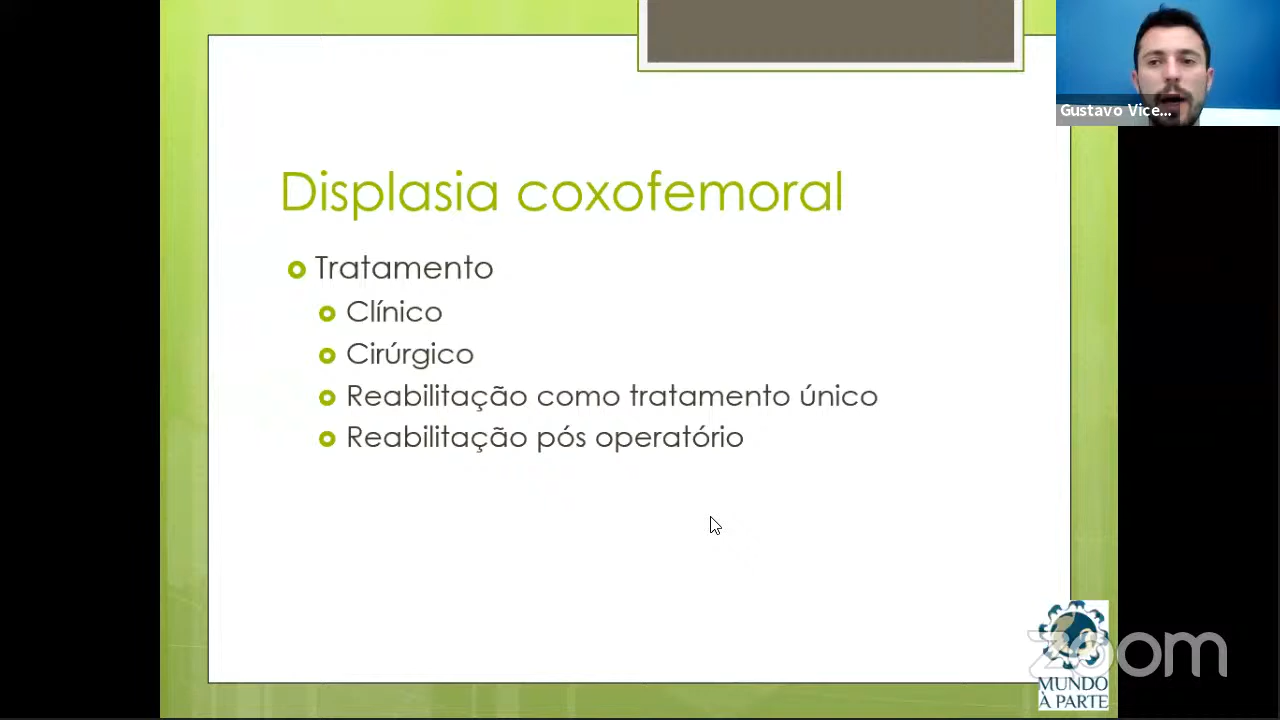 Gustavo Vice...
Displasia coxofemoral
Tratamento
Clínico
Cirúrgico
Reabilitação como tratamento único
Reabilitação pós operatório
zoom
MUNDO
À PARTE